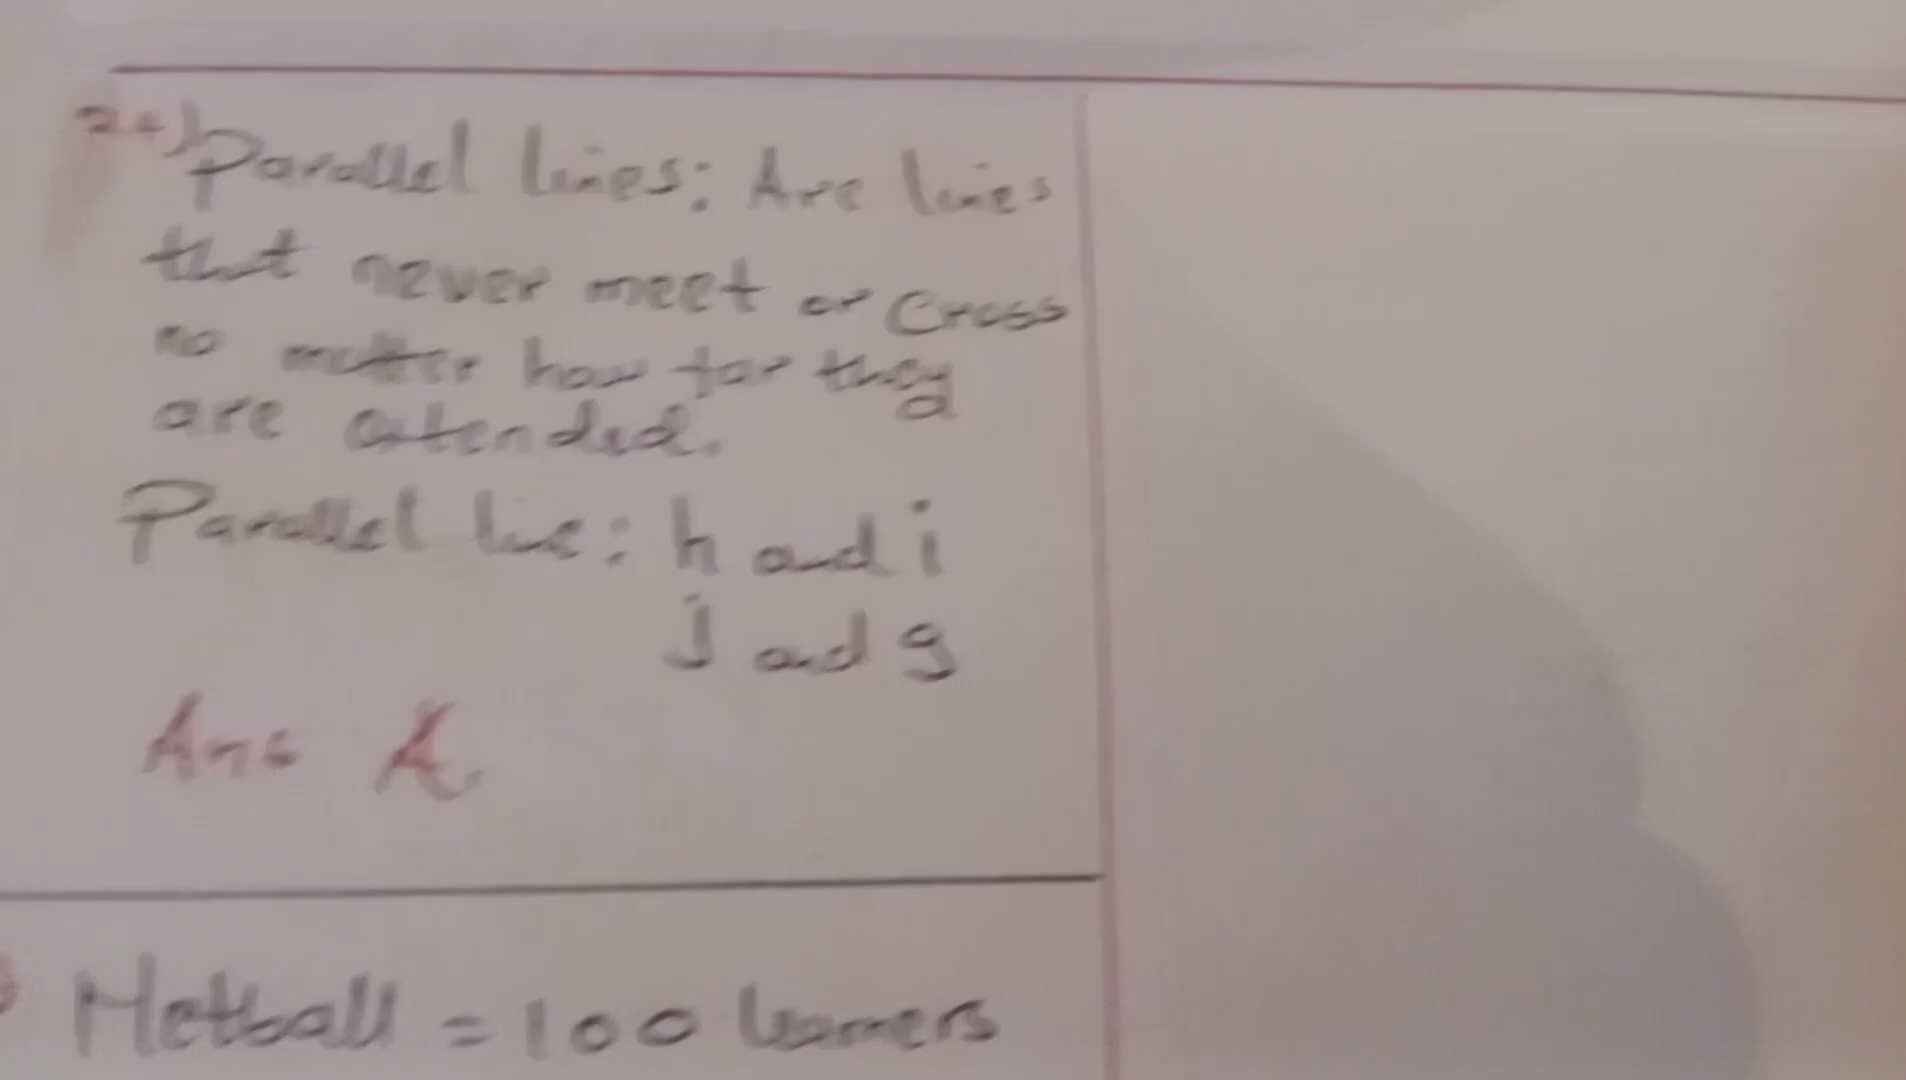 24) Parallel lines: Are lines
that never meet or cross
no matter how far they
are extended.
Parallel line: h and i
j and g
Ans A.
Netball = 100 learners